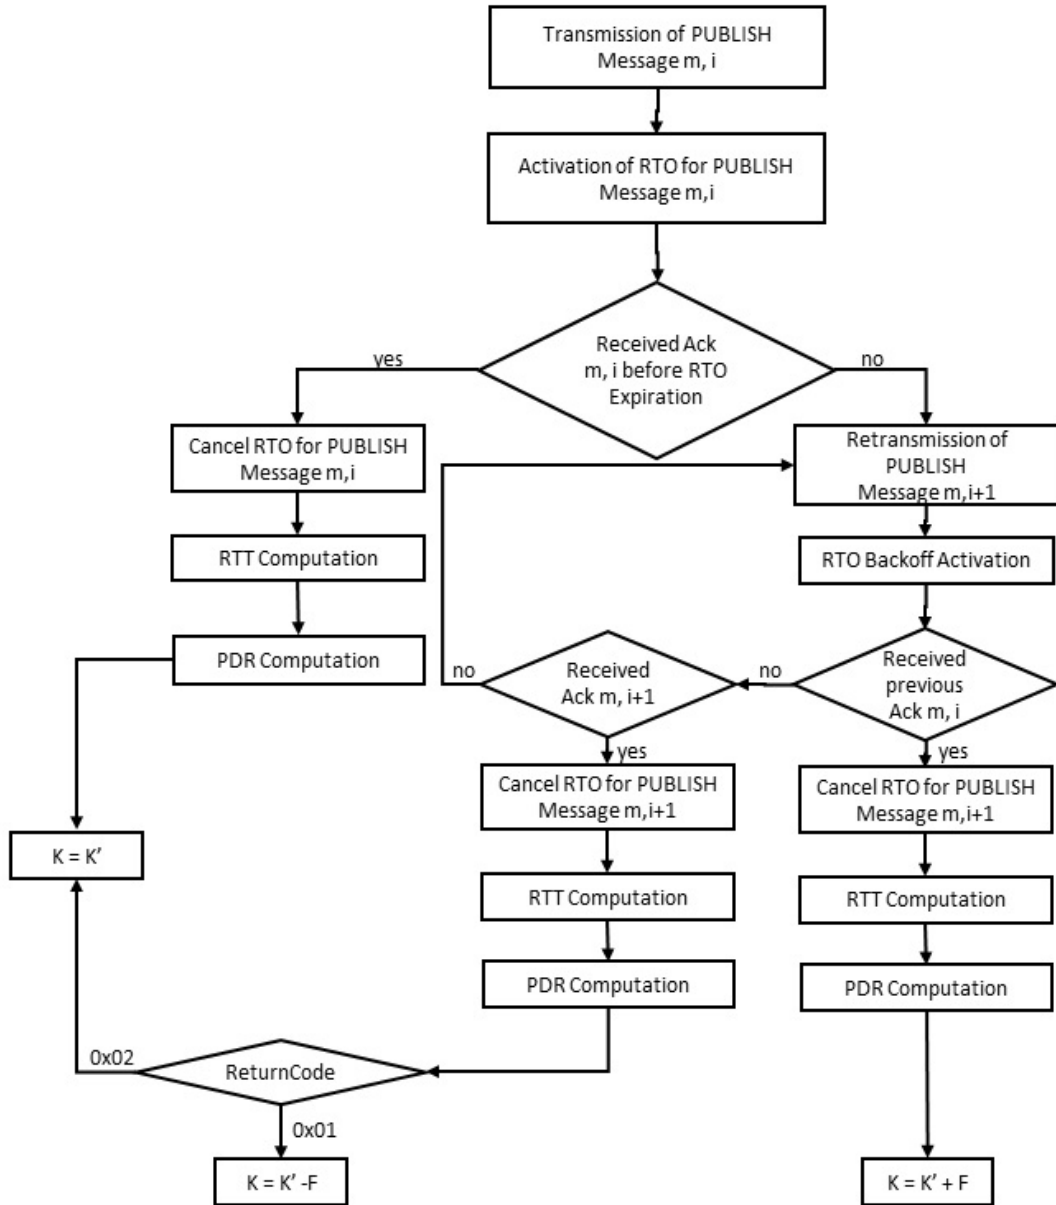 Transmission of PUBLISH
Message m, i
Activation of RTO for PUBLISH
Message m,i
Received Ack
m, i before RTO
Expiration
yes
no
Cancel RTO for PUBLISH
Message m,i
Retransmission of
PUBLISH
Message m,i+1
RTT Computation
RTO Backoff Activation
PDR Computation
no
Received
Ack m, i+1
no
Received
previous
Ack m, i
yes
yes
Cancel RTO for PUBLISH
Message m,i+1
Cancel RTO for PUBLISH
Message m,i+1
K = K’
RTT Computation
RTT Computation
PDR Computation
PDR Computation
0x02
ReturnCode
0x01
K = K’ -F
K = K’ + F